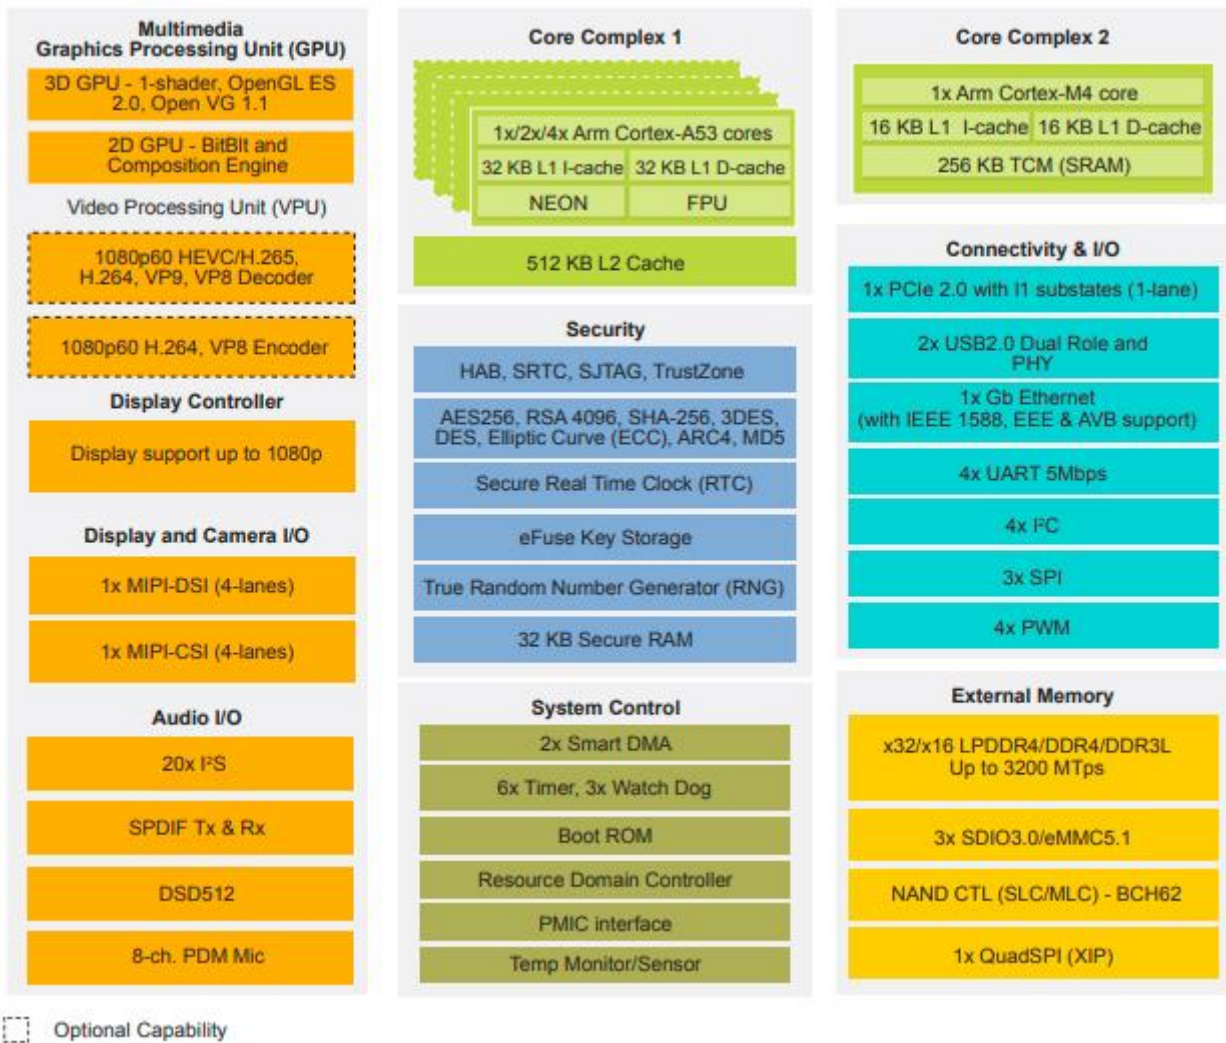 Multimedia
Graphics Processing Unit (GPU)
3D GPU - 1-shader, OpenGL ES
2.0, Open VG 1.1
2D GPU - BitBlt and
Composition Engine
Video Processing Unit (VPU)
1080p60 HEVC/H.265,
H.264, VP9, VP8 Decoder
1080p60 H.264, VP8 Encoder
Display Controller
Display support up to 1080p
Display and Camera I/O
1x MIPI-DSI (4-lanes)
1x MIPI-CSI (4-lanes)
Audio I/O
20x I²S
SPDIF Tx & Rx
DSD512
8-ch. PDM Mic
Core Complex 1
1x/2x/4x Arm Cortex-A53 cores
32 KB L1 I-cache 32 KB L1 D-cache
NEON FPU
512 KB L2 Cache
Security
HAB, SRTC, SJTAG, TrustZone
AES256, RSA 4096, SHA-256, 3DES,
DES, Elliptic Curve (ECC), ARC4, MD5
Secure Real Time Clock (RTC)
eFuse Key Storage
True Random Number Generator (RNG)
32 KB Secure RAM
System Control
2x Smart DMA
6x Timer, 3x Watch Dog
Boot ROM
Resource Domain Controller
PMIC interface
Temp Monitor/Sensor
Core Complex 2
1x Arm Cortex-M4 core
16 KB L1 I-cache 16 KB L1 D-cache
256 KB TCM (SRAM)
Connectivity & I/O
1x PCIe 2.0 with l1 substates (1-lane)
2x USB2.0 Dual Role and
PHY
1x Gb Ethernet
(with IEEE 1588, EEE & AVB support)
4x UART 5Mbps
4x I²C
3x SPI
4x PWM
External Memory
x32/x16 LPDDR4/DDR4/DDR3L
Up to 3200 MTps
3x SDIO3.0/eMMC5.1
NAND CTL (SLC/MLC) - BCH62
1x QuadSPI (XIP)
Optional Capability